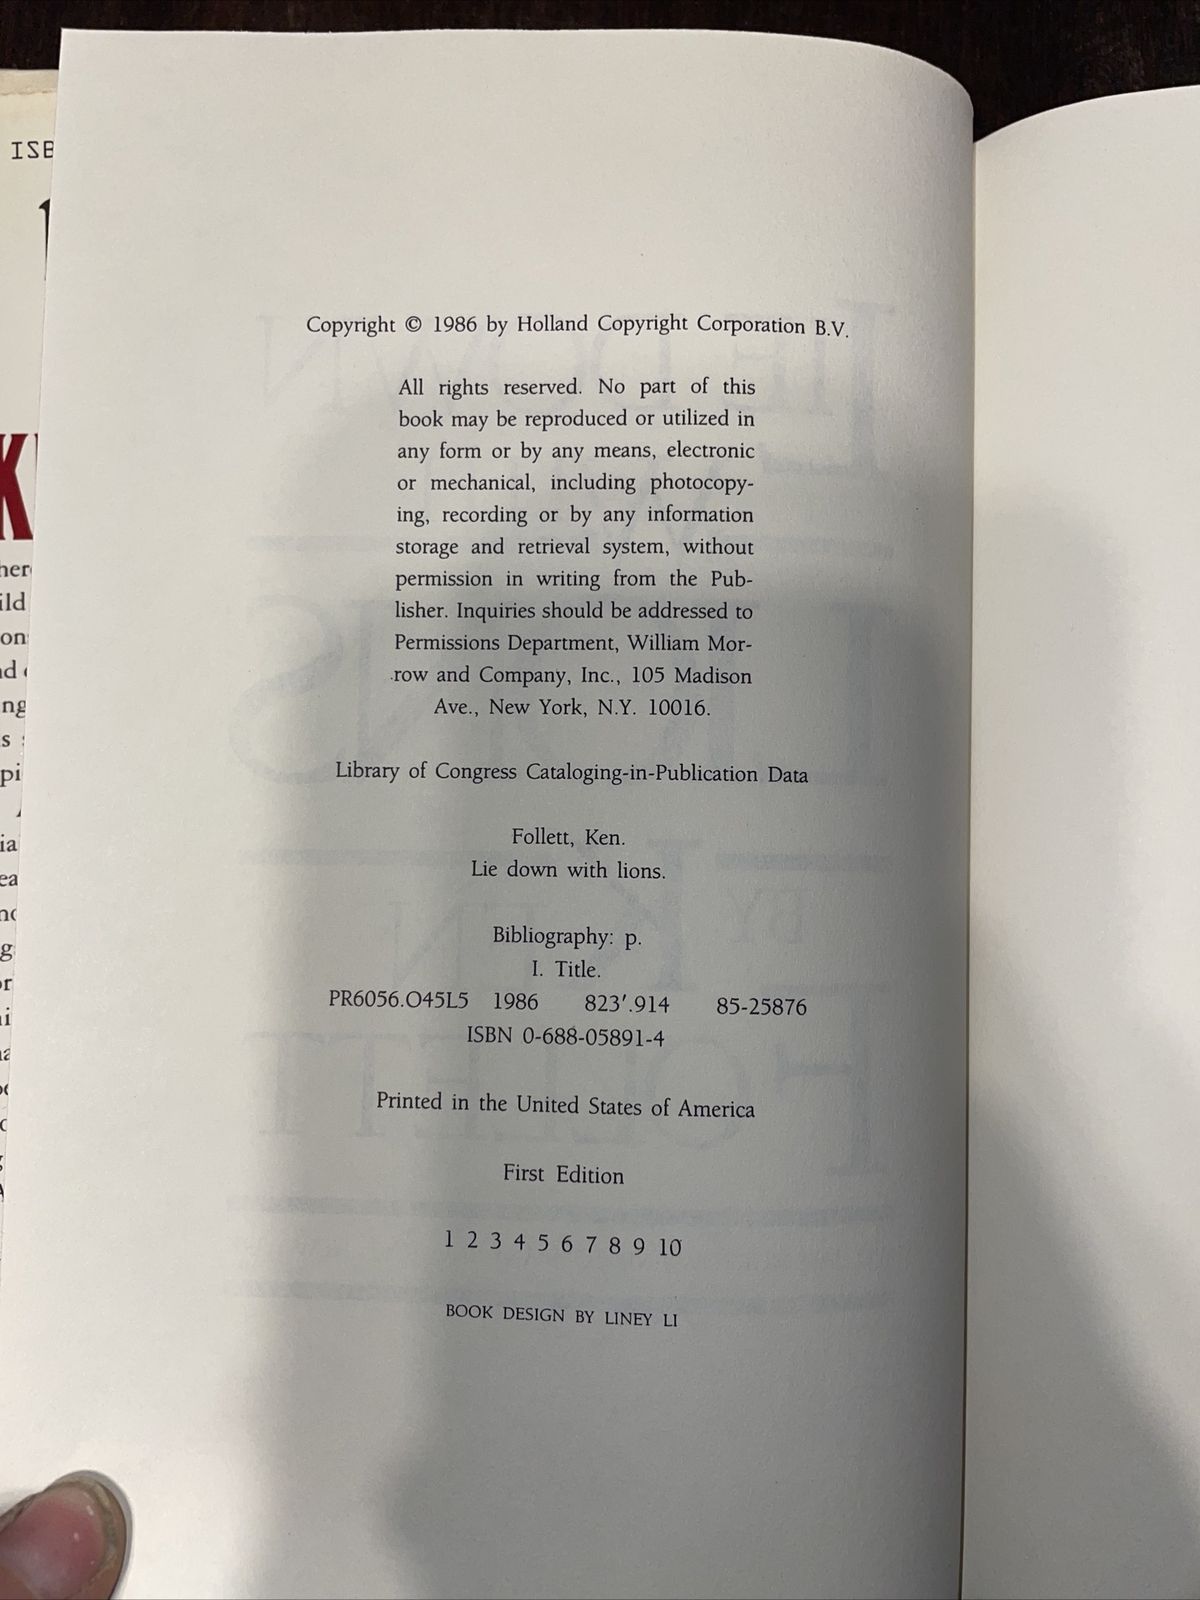 ISB
K
Copyright © 1986 by Holland Copyright Corporation B.V.
All rights reserved. No part of this
book may be reproduced or utilized in
any form or by any means, electronic
or mechanical, including photocopy-
ing, recording or by any information
storage and retrieval system, without
permission in writing from the Pub-
lisher. Inquiries should be addressed to
Permissions Department, William Mor-
row and Company, Inc., 105 Madison
Ave., New York, N.Y. 10016.
Library of Congress Cataloging-in-Publication Data
Follett, Ken.
Lie down with lions.
Bibliography: p.
I. Title.
PR6056.O45L5 1986 823'.914 85-25876
ISBN 0-688-05891-4
Printed in the United States of America
First Edition
1 2 3 4 5 6 7 8 9 10
BOOK DESIGN BY LINEY LI